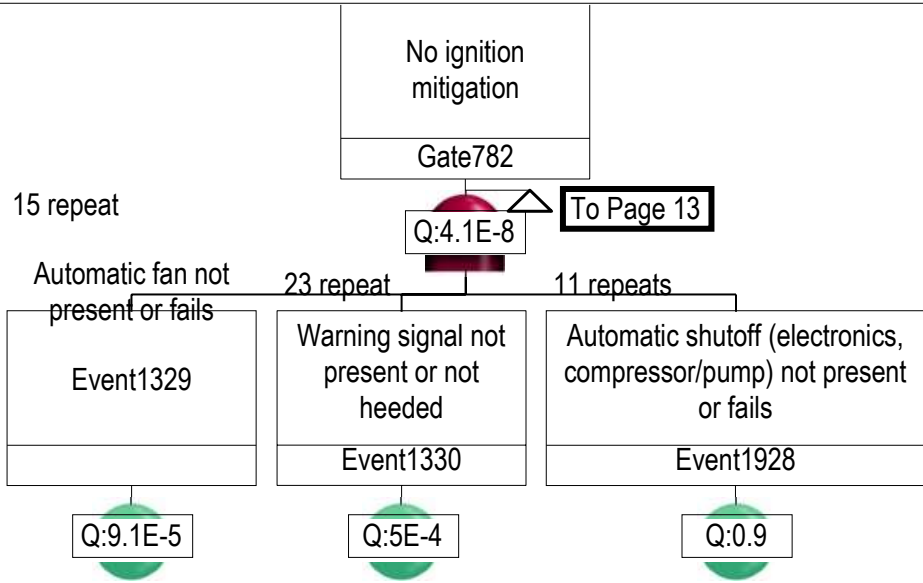 No ignition
mitigation
Gate782
15 repeat
To Page 13
Q:4.1E-8
Automatic fan not
present or fails
23 repeat
11 repeats
Event1329
Warning signal not
present or not
heeded
Event1330
Automatic shutoff (electronics,
compressor/pump) not present
or fails
Event1928
Q:9.1E-5
Q:5E-4
Q:0.9